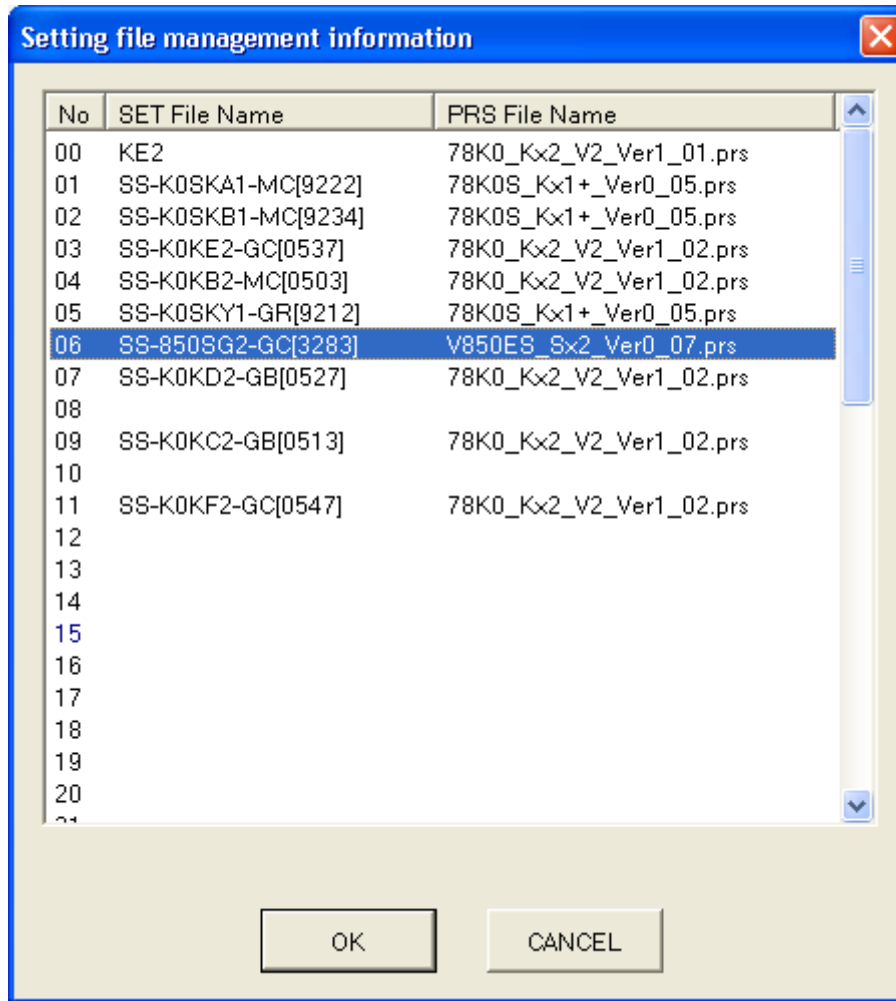 Setting file management information
No SET File Name PRS File Name
00 KE2 78K0_Kx2_V2_Ver1_01.prs
01 SS-K0SKA1-MC[9222] 78K0S_Kx1+_Ver0_05.prs
02 SS-K0SKB1-MC[9234] 78K0S_Kx1+_Ver0_05.prs
03 SS-K0KE2-GC[0537] 78K0_Kx2_V2_Ver1_02.prs
04 SS-K0KB2-MC[0503] 78K0_Kx2_V2_Ver1_02.prs
05 SS-K0SKY1-GR[9212] 78K0S_Kx1+_Ver0_05.prs
06 SS-850SG2-GC[3283] V850ES_Sx2_Ver0_07.prs
07 SS-K0KD2-GB[0527] 78K0_Kx2_V2_Ver1_02.prs
08
09 SS-K0KC2-GB[0513] 78K0_Kx2_V2_Ver1_02.prs
10
11 SS-K0KF2-GC[0547] 78K0_Kx2_V2_Ver1_02.prs
12
13
14
15
16
17
18
19
20
OK CANCEL